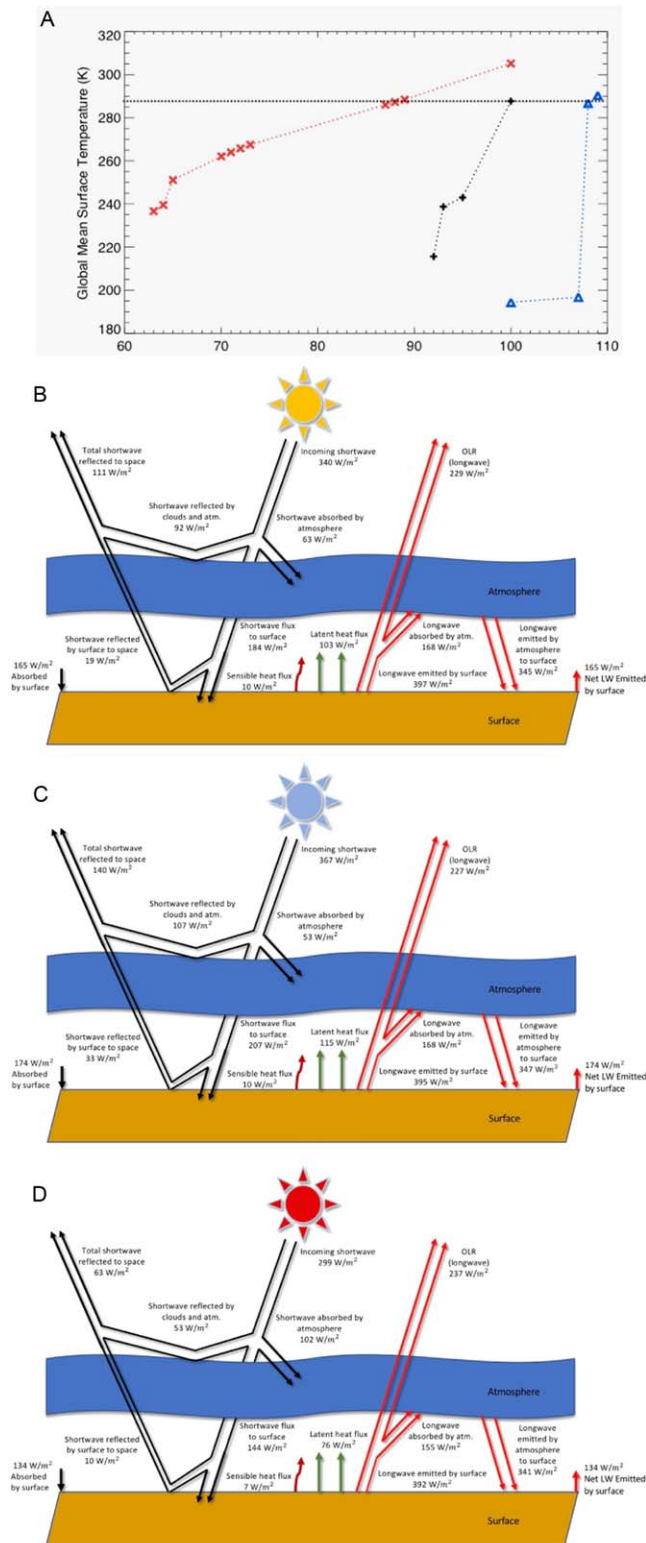 A
320
300
280
260
240
220
200
180
Global Mean Surface Temperature (K)
60
70
80
90
100
110
B
Total shortwave
reflected to space
111 W/m²
Incoming shortwave
340 W/m²
OLR
(longwave)
229 W/m²
Shortwave reflected by
clouds and atm.
92 W/m²
Shortwave absorbed by
atmosphere
63 W/m²
Atmosphere
165 W/m²
Absorbed
by surface
Shortwave reflected
by surface to space
19 W/m²
Shortwave flux
to surface
184 W/m²
Sensible heat flux
10 W/m²
Latent heat flux
103 W/m²
Longwave
absorbed by atm.
168 W/m²
Longwave emitted by surface
397 W/m²
Longwave
emitted by
atmosphere
to surface
345 W/m²
165 W/m²
Net LW Emitted
by surface
Surface
C
Total shortwave
reflected to space
140 W/m²
Incoming shortwave
367 W/m²
OLR
(longwave)
227 W/m²
Shortwave reflected by
clouds and atm.
107 W/m²
Shortwave absorbed by
atmosphere
53 W/m²
Atmosphere
174 W/m²
Absorbed
by surface
Shortwave reflected
by surface to space
33 W/m²
Shortwave flux
to surface
207 W/m²
Sensible heat flux
10 W/m²
Latent heat flux
115 W/m²
Longwave
absorbed by atm.
168 W/m²
Longwave emitted by surface
395 W/m²
Longwave
emitted by
atmosphere
to surface
347 W/m²
174 W/m²
Net LW Emitted
by surface
Surface
D
Total shortwave
reflected to space
63 W/m²
Incoming shortwave
299 W/m²
OLR
(longwave)
237 W/m²
Shortwave reflected by
clouds and atm.
53 W/m²
Shortwave absorbed by
atmosphere
102 W/m²
Atmosphere
134 W/m²
Absorbed
by surface
Shortwave reflected
by surface to space
10 W/m²
Shortwave flux
to surface
144 W/m²
Sensible heat flux
7 W/m²
Latent heat flux
76 W/m²
Longwave
absorbed by atm.
155 W/m²
Longwave emitted by surface
392 W/m²
Longwave
emitted by
atmosphere
to surface
341 W/m²
134 W/m²
Net LW Emitted
by surface
Surface